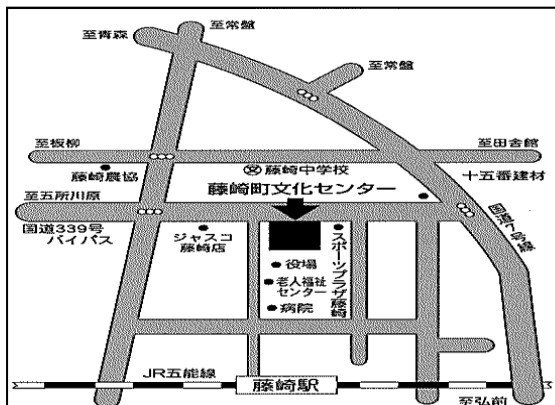 至常盤
至青森
至常盤
至板柳
至田舎館
藤崎農協
文 藤崎中学校
十五番建材
藤崎町文化センター
至五所川原
国道339号
バイパス
ジャスコ
藤崎店
スポーツプラザ藤崎
国道7号線
役場
老人福祉
センター
病院
JR五能線
藤崎駅
至弘前